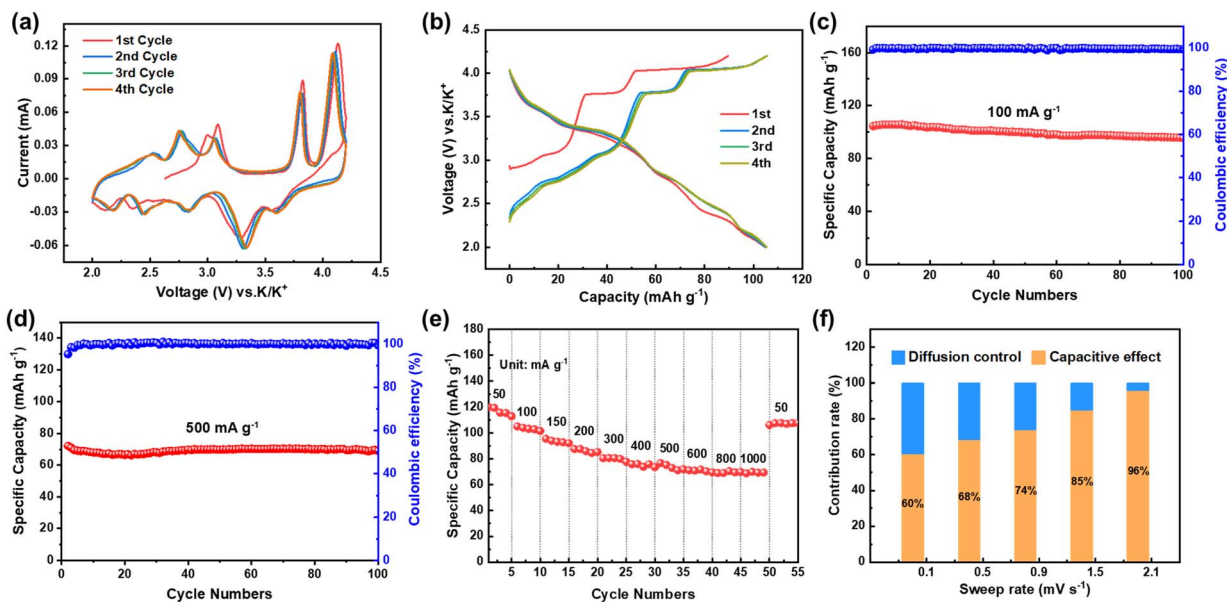 (a)
1st Cycle
2nd Cycle
3rd Cycle
4th Cycle
Current (mA)
0.12
0.09
0.06
0.03
0.00
-0.03
-0.06
2.0 2.5 3.0 3.5 4.0 4.5
Voltage (V) vs.K/K⁺
(b)
Voltage (V) vs.K/K⁺
4.5
4.0
3.5
3.0
2.5
2.0
1st
2nd
3rd
4th
0 20 40 60 80 100 120
Capacity (mAh g⁻¹)
(c)
Specific Capacity (mAh g⁻¹)
160
120
80
40
0
100 mA g⁻¹
100
80
60
40
20
0
Coulombic efficiency (%)
0 20 40 60 80 100
Cycle Numbers
(d)
Specific Capacity (mAh g⁻¹)
140
120
100
80
60
40
20
0
500 mA g⁻¹
100
80
60
40
20
0
Coulombic efficiency (%)
0 20 40 60 80 100
Cycle Numbers
(e)
Specific Capacity (mAh g⁻¹)
180
160
140
120
100
80
60
40
20
0
Unit: mA g⁻¹
50
100
150
200
300
400
500
600
800
1000
50
5 10 15 20 25 30 35 40 45 50 55
Cycle Numbers
(f)
Contribution rate (%)
120
100
80
60
40
20
0
Diffusion control
Capacitive effect
60%
68%
74%
85%
96%
0.1 0.5 0.9 1.5 2.1
Sweep rate (mV s⁻¹)